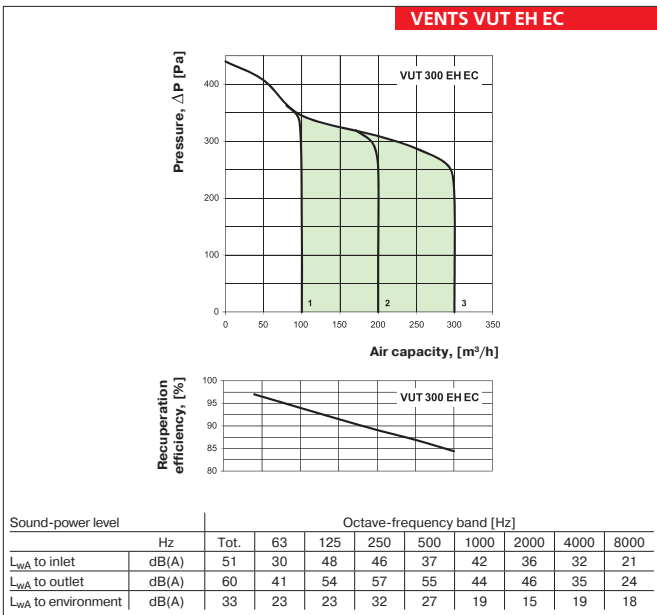 VENTS VUT EH EC
VUT 300 EH EC
Pressure, ΔP [Pa]
400
300
200
100
0
1 2 3
0 50 100 150 200 250 300 350
Air capacity, [m³/h]
Recuperation
efficiency, [%]
100
95
90
85
80
VUT 300 EH EC
Sound-power level Octave-frequency band [Hz]
Hz Tot. 63 125 250 500 1000 2000 4000 8000
LwA to inlet dB(A) 51 30 48 46 37 42 36 32 21
LwA to outlet dB(A) 60 41 54 57 55 44 46 35 24
LwA to environment dB(A) 33 23 23 32 27 19 15 19 18